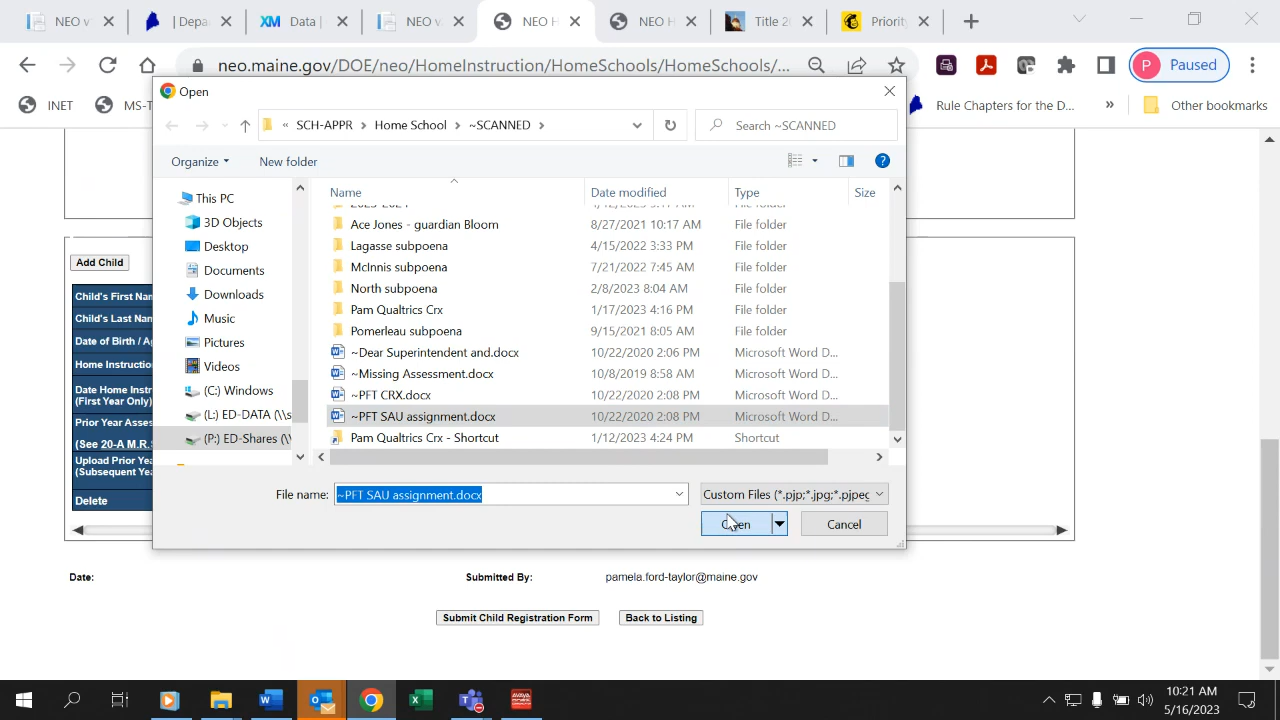 NEO v
| Depa
Data |
NEO v.
NEO H
NEO H
Title 2
Priority
neo.maine.gov/DOE/neo/HomeInstruction/HomeSchools/HomeSchools/...
P Paused
INET
MS-T
Rule Chapters for the D...
»
Other bookmarks
Open
« SCH-APPR > Home School > ~SCANNED >
Search ~SCANNED
Organize
New folder
Name
Date modified
Type
Size
This PC
3D Objects
Desktop
Documents
Downloads
Music
Pictures
Videos
(C:) Windows
(L:) ED-DATA (\\s
(P:) ED-Shares (\\
Ace Jones - guardian Bloom 8/27/2021 10:17 AM File folder
Lagasse subpoena 4/15/2022 3:33 PM File folder
McInnis subpoena 7/21/2022 7:45 AM File folder
North subpoena 2/8/2023 8:04 AM File folder
Pam Qualtrics Crx 1/17/2023 4:16 PM File folder
Pomerleau subpoena 9/15/2021 8:05 AM File folder
~Dear Superintendent and.docx 10/22/2020 2:06 PM Microsoft Word D...
~Missing Assessment.docx 10/8/2019 8:58 AM Microsoft Word D...
~PFT CRX.docx 10/22/2020 2:08 PM Microsoft Word D...
~PFT SAU assignment.docx 10/22/2020 2:08 PM Microsoft Word D...
Pam Qualtrics Crx - Shortcut 1/12/2023 4:24 PM Shortcut
File name:
~PFT SAU assignment.docx
Custom Files (*.pjp;*.jpg;*.pjpeg
Open
Cancel
Add Child
Child's First Nam
Child's Last Nam
Date of Birth / Ag
Home Instruction
Date Home Instr
(First Year Only)
Prior Year Asses
(See 20-A M.R.S
Upload Prior Yea
(Subsequent Yea
Delete
Date:
Submitted By:
pamela.ford-taylor@maine.gov
Submit Child Registration Form
Back to Listing
10:21 AM
5/16/2023